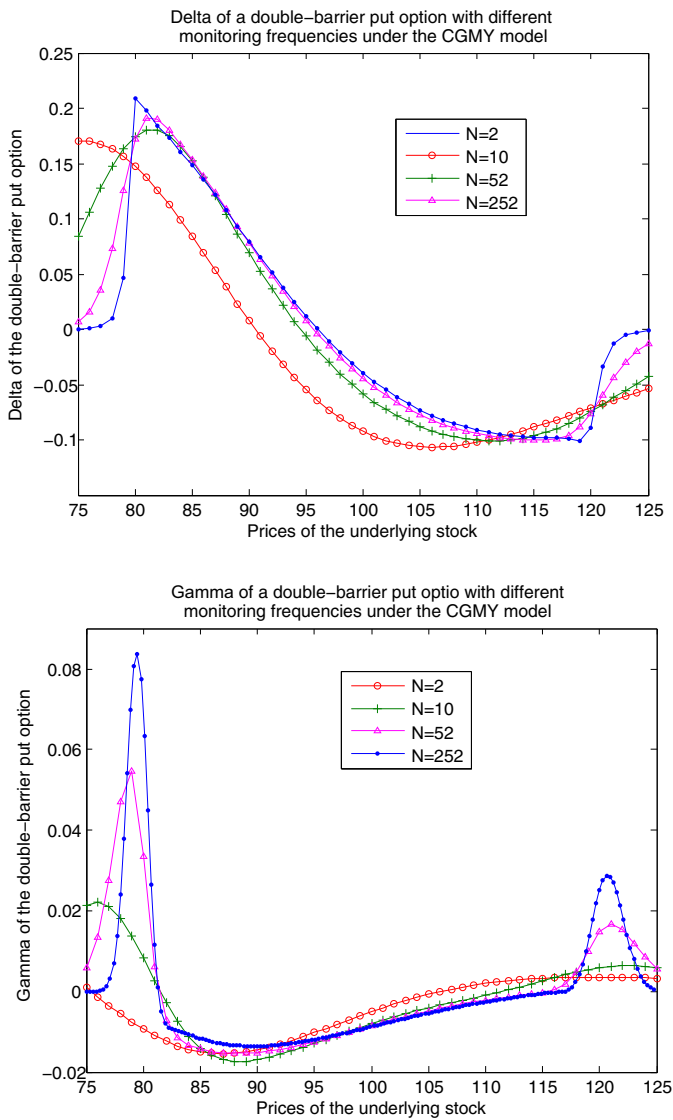 Delta of a double−barrier put option with different
monitoring frequencies under the CGMY model
0.25
0.2
0.15
0.1
0.05
0
−0.05
−0.1
Delta of the double−barrier put option
N=2
N=10
N=52
N=252
75 80 85 90 95 100 105 110 115 120 125
Prices of the underlying stock
Gamma of a double−barrier put optio with different
monitoring frequencies under the CGMY model
0.08
0.06
0.04
0.02
0
−0.02
Gamma of the double−barrier put option
N=2
N=10
N=52
N=252
75 80 85 90 95 100 105 110 115 120 125
Prices of the underlying stock